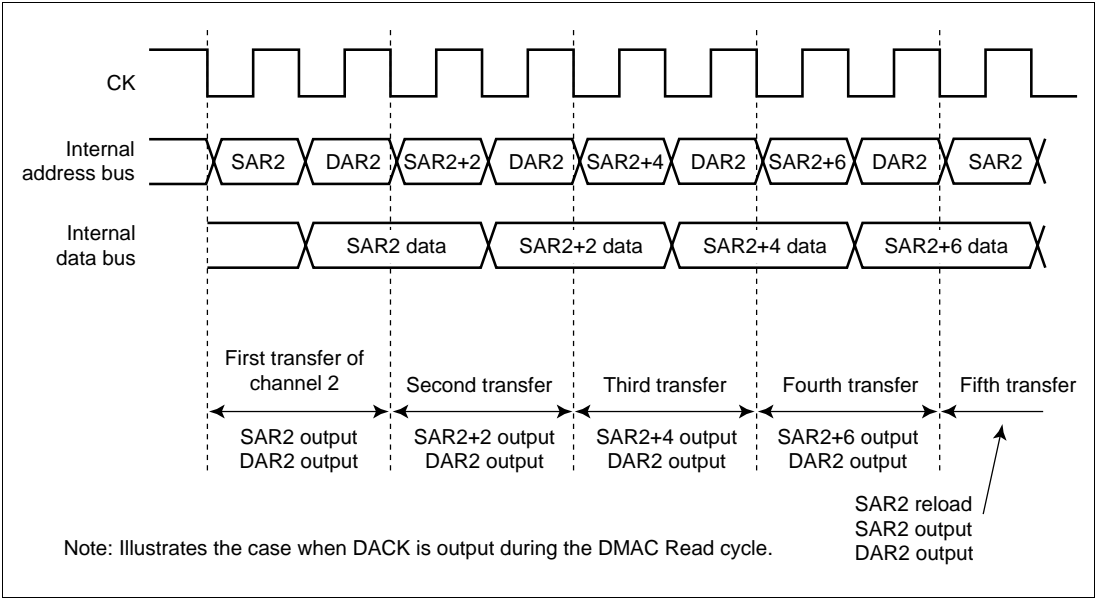 CK
Internal
address bus
SAR2 DAR2 SAR2+2 DAR2 SAR2+4 DAR2 SAR2+6 DAR2 SAR2
Internal
data bus
SAR2 data SAR2+2 data SAR2+4 data SAR2+6 data
First transfer of
channel 2
Second transfer Third transfer Fourth transfer Fifth transfer
SAR2 output
DAR2 output
SAR2+2 output
DAR2 output
SAR2+4 output
DAR2 output
SAR2+6 output
DAR2 output
SAR2 reload
SAR2 output
DAR2 output
Note: Illustrates the case when DACK is output during the DMAC Read cycle.